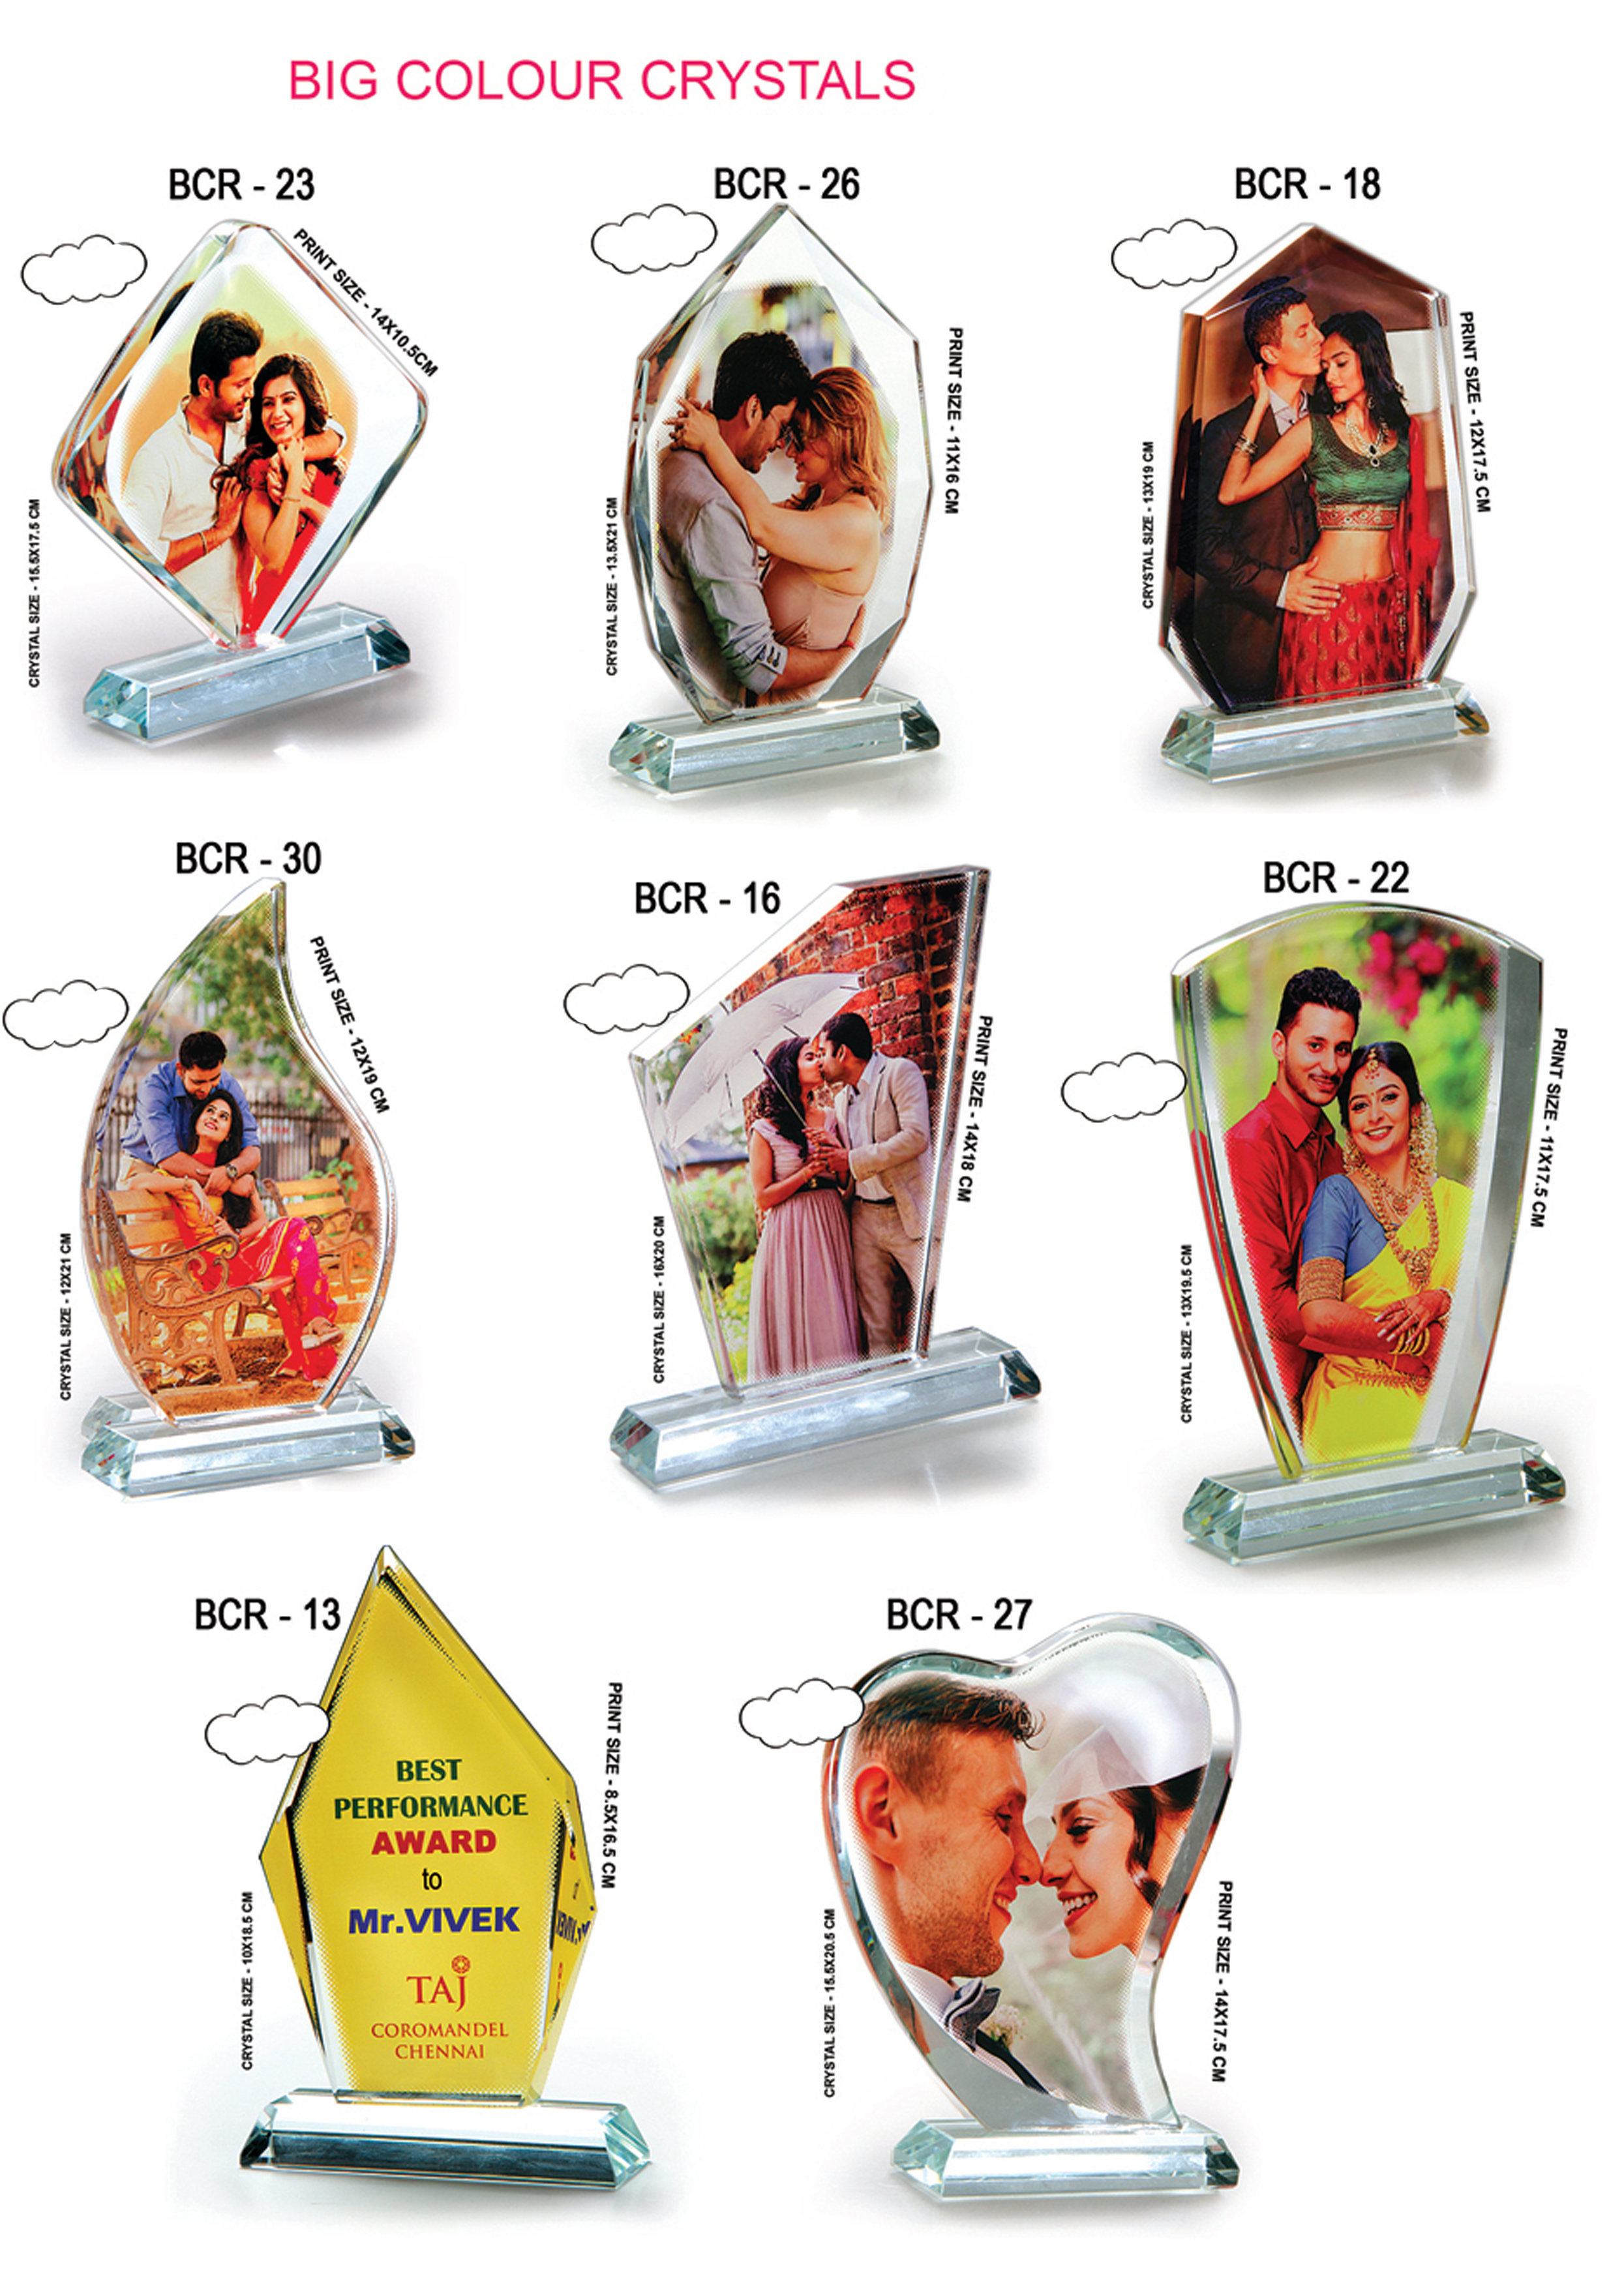 BIG COLOUR CRYSTALS
BCR - 23
PRINT SIZE - 14X10.5CM
CRYSTAL SIZE - 15.5X17.5 CM
BCR - 26
PRINT SIZE - 11X16 CM
CRYSTAL SIZE - 13.5X21 CM
BCR - 18
PRINT SIZE - 12X17.5 CM
CRYSTAL SIZE - 13X19 CM
BCR - 30
PRINT SIZE - 12X19 CM
CRYSTAL SIZE - 12X21 CM
BCR - 16
PRINT SIZE - 14X18 CM
CRYSTAL SIZE - 16X20 CM
BCR - 22
PRINT SIZE - 11X17.5 CM
CRYSTAL SIZE - 13X19.5 CM
BCR - 13
PRINT SIZE - 8.5X16.5 CM
CRYSTAL SIZE - 10X18.5 CM
BEST
PERFORMANCE
AWARD
to
Mr.VIVEK
TAJ
COROMANDEL
CHENNAI
BCR - 27
PRINT SIZE - 14X17.5 CM
CRYSTAL SIZE - 15.5X20.5 CM